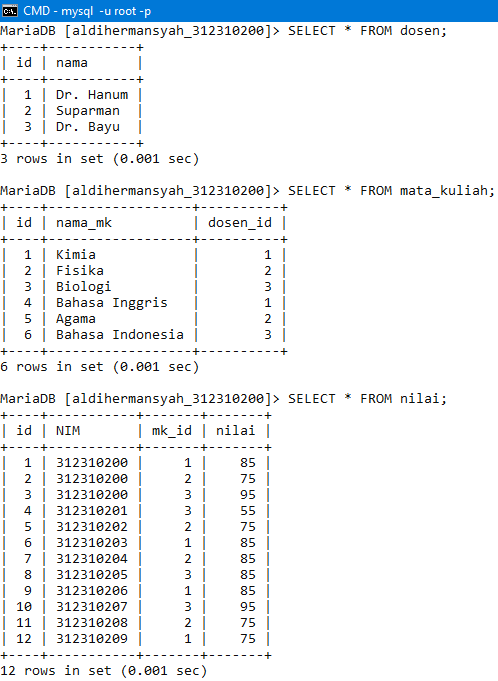 CMD - mysql -u root -p
MariaDB [aldihermansyah_312310200]> SELECT * FROM dosen;
+----+-----------+
| id | nama      |
+----+-----------+
|  1 | Dr. Hanum |
|  2 | Suparman  |
|  3 | Dr. Bayu  |
+----+-----------+
3 rows in set (0.001 sec)
MariaDB [aldihermansyah_312310200]> SELECT * FROM mata_kuliah;
+----+------------------+----------+
| id | nama_mk          | dosen_id |
+----+------------------+----------+
|  1 | Kimia            |        1 |
|  2 | Fisika           |        2 |
|  3 | Biologi          |        3 |
|  4 | Bahasa Inggris   |        1 |
|  5 | Agama            |        2 |
|  6 | Bahasa Indonesia |        3 |
+----+------------------+----------+
6 rows in set (0.001 sec)
MariaDB [aldihermansyah_312310200]> SELECT * FROM nilai;
+----+-----------+-------+-------+
| id | NIM       | mk_id | nilai |
+----+-----------+-------+-------+
|  1 | 312310200 |     1 |    85 |
|  2 | 312310200 |     2 |    75 |
|  3 | 312310200 |     3 |    95 |
|  4 | 312310201 |     3 |    55 |
|  5 | 312310202 |     2 |    75 |
|  6 | 312310203 |     1 |    85 |
|  7 | 312310204 |     2 |    85 |
|  8 | 312310205 |     3 |    85 |
|  9 | 312310206 |     1 |    85 |
| 10 | 312310207 |     3 |    95 |
| 11 | 312310208 |     2 |    75 |
| 12 | 312310209 |     1 |    75 |
+----+-----------+-------+-------+
12 rows in set (0.001 sec)